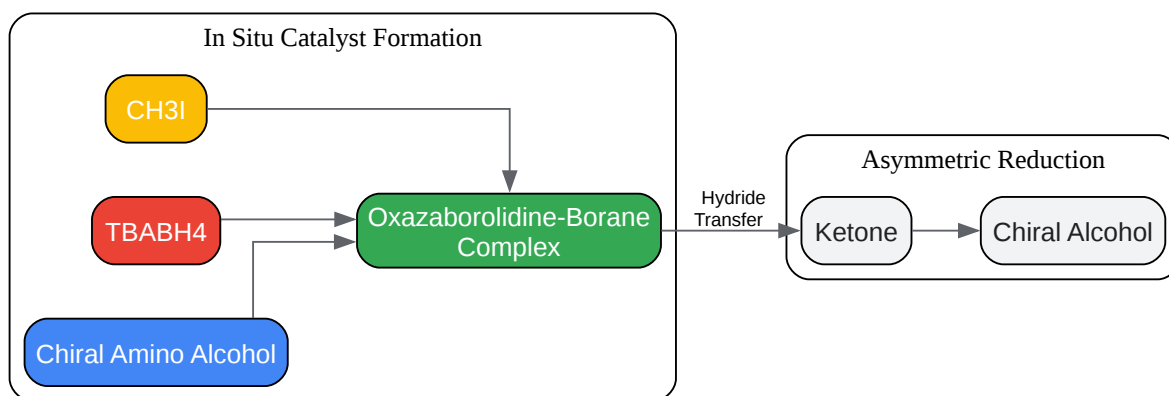 In Situ Catalyst Formation
CH3I
TBABH4
Chiral Amino Alcohol
Oxazaborolidine-Borane
Complex
Hydride
Transfer
Asymmetric Reduction
Ketone
Chiral Alcohol